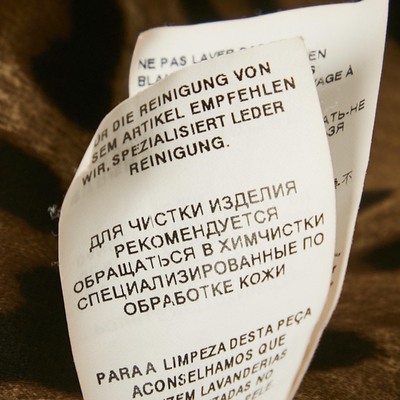 NE PAS LAVER
ÜR DIE REINIGUNG VON
SEM ARTIKEL EMPFEHLEN
WIR, SPEZIALISIERT LEDER
REINIGUNG.
ДЛЯ ЧИСТКИ ИЗДЕЛИЯ
РЕКОМЕНДУЕТСЯ
ОБРАЩАТЬСЯ В ХИМЧИСТКИ
СПЕЦИАЛИЗИРОВАННЫЕ ПО
ОБРАБОТКЕ КОЖИ
PARA A LIMPEZA DESTA PEÇA
ACONSELHAMOS QUE
LAVANDERIAS